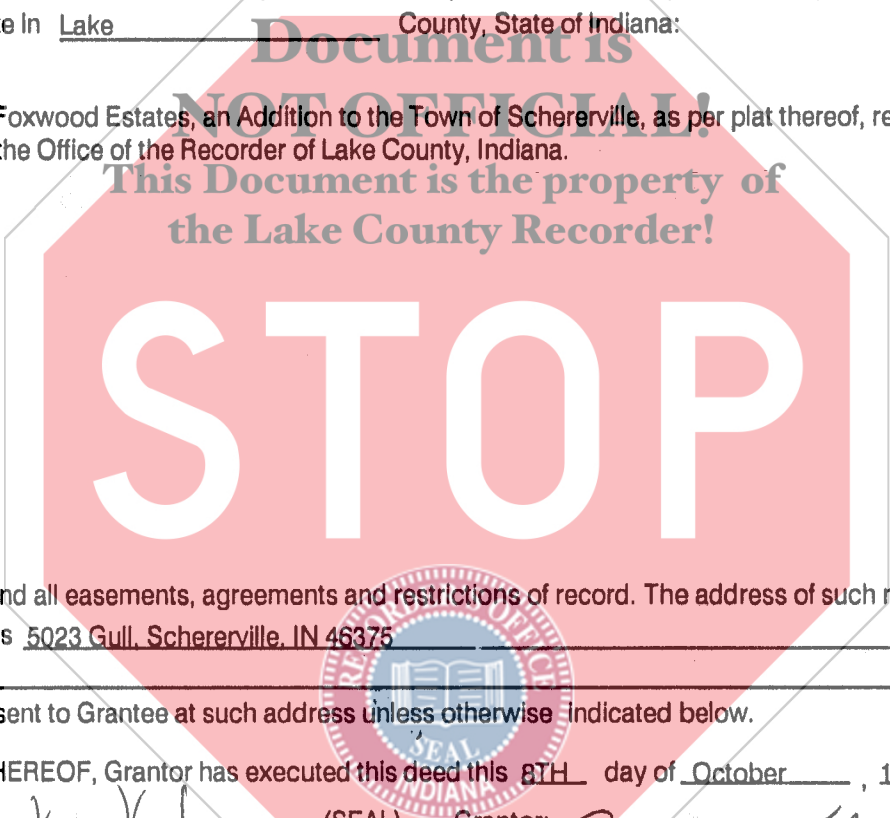 e in Lake County, State of Indiana:
Document is
Foxwood Estates, an Addition to the Town of Schererville, as per plat thereof, re
NOT OFFICIAL!
the Office of the Recorder of Lake County, Indiana.
This Document is the property of
the Lake County Recorder!
STOP
nd all easements, agreements and restrictions of record. The address of such r
s 5023 Gull, Schererville, IN 46375
sent to Grantee at such address unless otherwise indicated below.
HEREOF, Grantor has executed this deed this 8TH day of October , 1
(SEAL) Grantor:
RECORDER'S OFFICE
SEAL
INDIANA